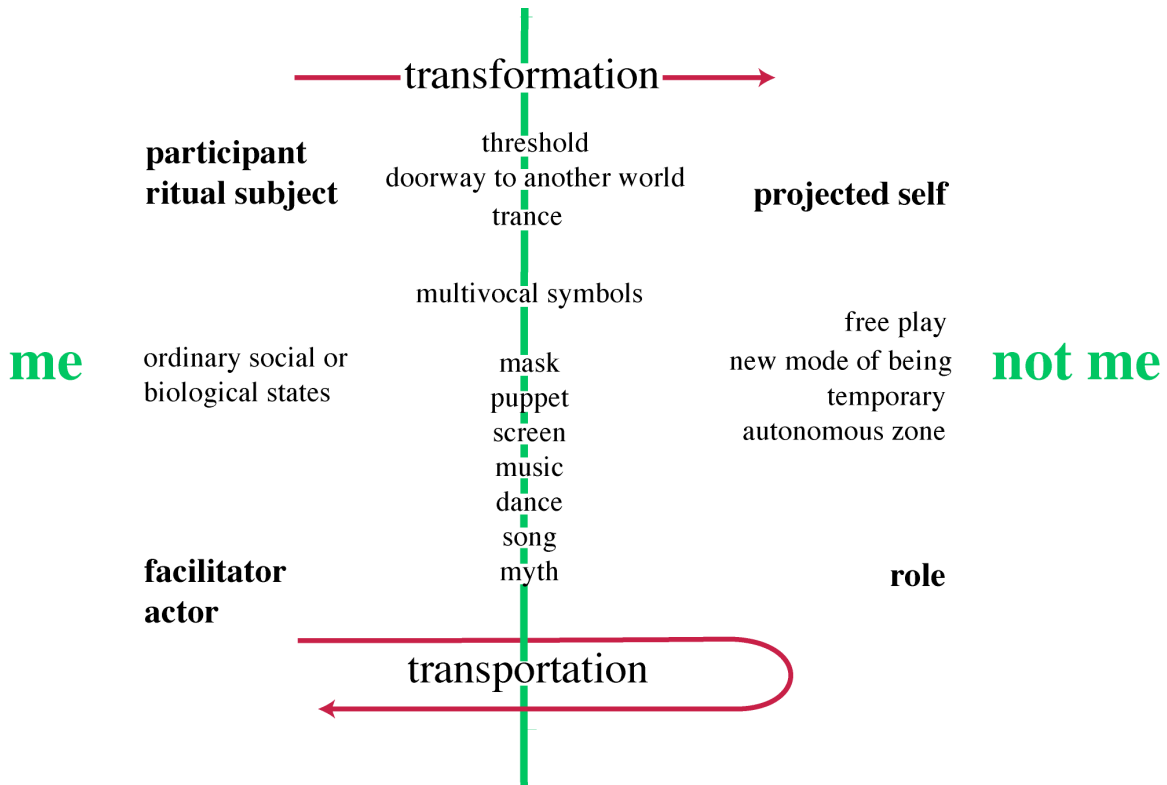 transformation
participant
ritual subject
threshold
doorway to another world
trance
projected self
multivocal symbols
me
ordinary social or
biological states
mask
puppet
screen
music
dance
song
myth
free play
new mode of being
temporary
autonomous zone
not me
facilitator
actor
role
transportation